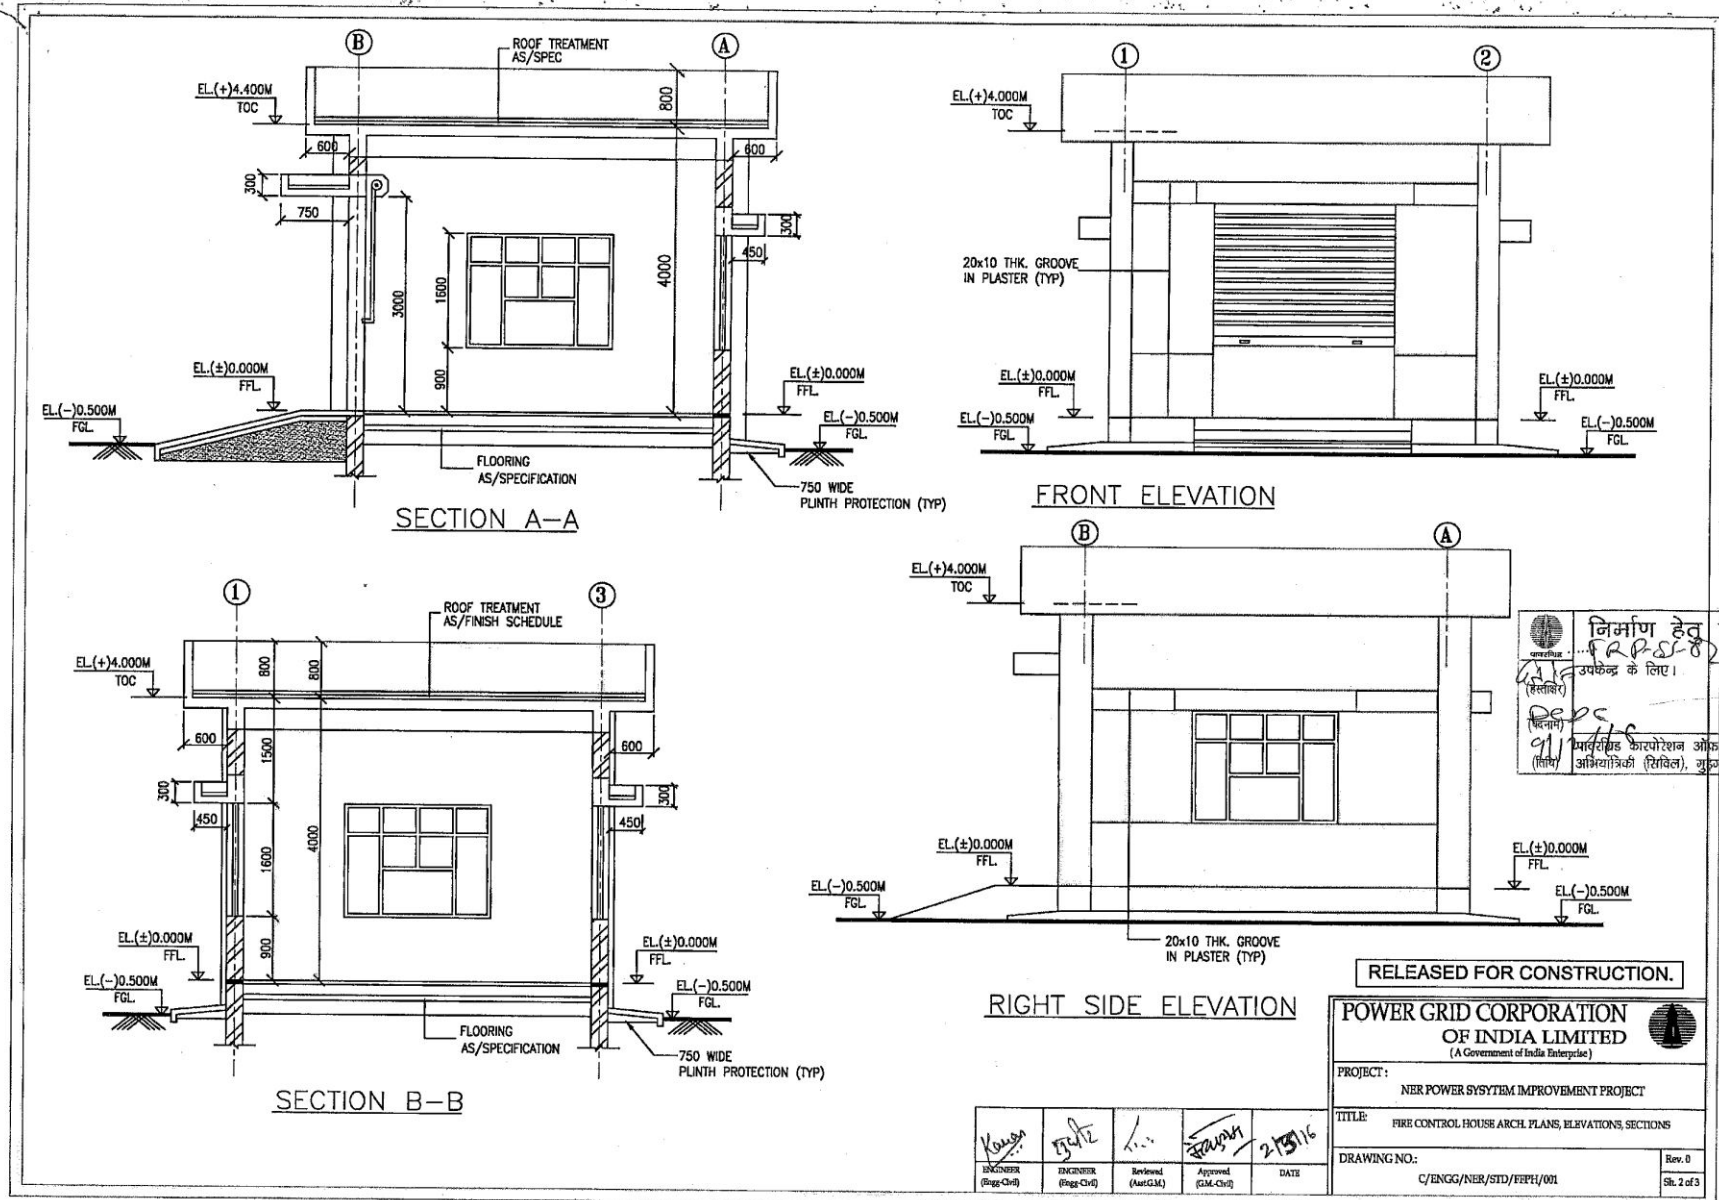 B
A
ROOF TREATMENT
AS/SPEC
EL.(+)4.400M
TOC
800
600
600
300
750
300
450
1600
3000
4000
900
EL.(±)0.000M
FFL.
EL.(-)0.500M
FGL.
EL.(±)0.000M
FFL.
EL.(-)0.500M
FGL.
FLOORING
AS/SPECIFICATION
750 WIDE
PLINTH PROTECTION (TYP)
SECTION A-A
1
2
EL.(+)4.000M
TOC
20x10 THK. GROOVE
IN PLASTER (TYP)
EL.(±)0.000M
FFL.
EL.(-)0.500M
FGL.
EL.(±)0.000M
FFL.
EL.(-)0.500M
FGL.
FRONT ELEVATION
1
3
ROOF TREATMENT
AS/FINISH SCHEDULE
EL.(+)4.000M
TOC
800
800
600
600
1500
300
300
450
450
1600
4000
900
EL.(±)0.000M
FFL.
EL.(-)0.500M
FGL.
EL.(±)0.000M
FFL.
EL.(-)0.500M
FGL.
FLOORING
AS/SPECIFICATION
750 WIDE
PLINTH PROTECTION (TYP)
SECTION B-B
B
A
EL.(+)4.000M
TOC
EL.(±)0.000M
FFL.
EL.(-)0.500M
FGL.
EL.(±)0.000M
FFL.
EL.(-)0.500M
FGL.
20x10 THK. GROOVE
IN PLASTER (TYP)
RIGHT SIDE ELEVATION
निर्माण हेतु
उपकेन्द्र के लिए।
(हस्ताक्षर)
(पदनाम)
(तिथि)
कारपोरेशन
अभियांत्रिकी (सिविल),
RELEASED FOR CONSTRUCTION.
POWER GRID CORPORATION
OF INDIA LIMITED
(A Government of India Enterprise)
PROJECT :
NER POWER SYSYTEM IMPROVEMENT PROJECT
TITLE:
FIRE CONTROL HOUSE ARCH. PLANS, ELEVATIONS, SECTIONS
DRAWING NO.:
C/ENGG/NER/STD/FFPH/001
Rev. 0
Sh. 2 of 3
ENGINEER
(Engg-Civil)
ENGINEER
(Engg-Civil)
Reviewed
(Asst.G.M.)
Approved
(G.M.-Civil)
DATE